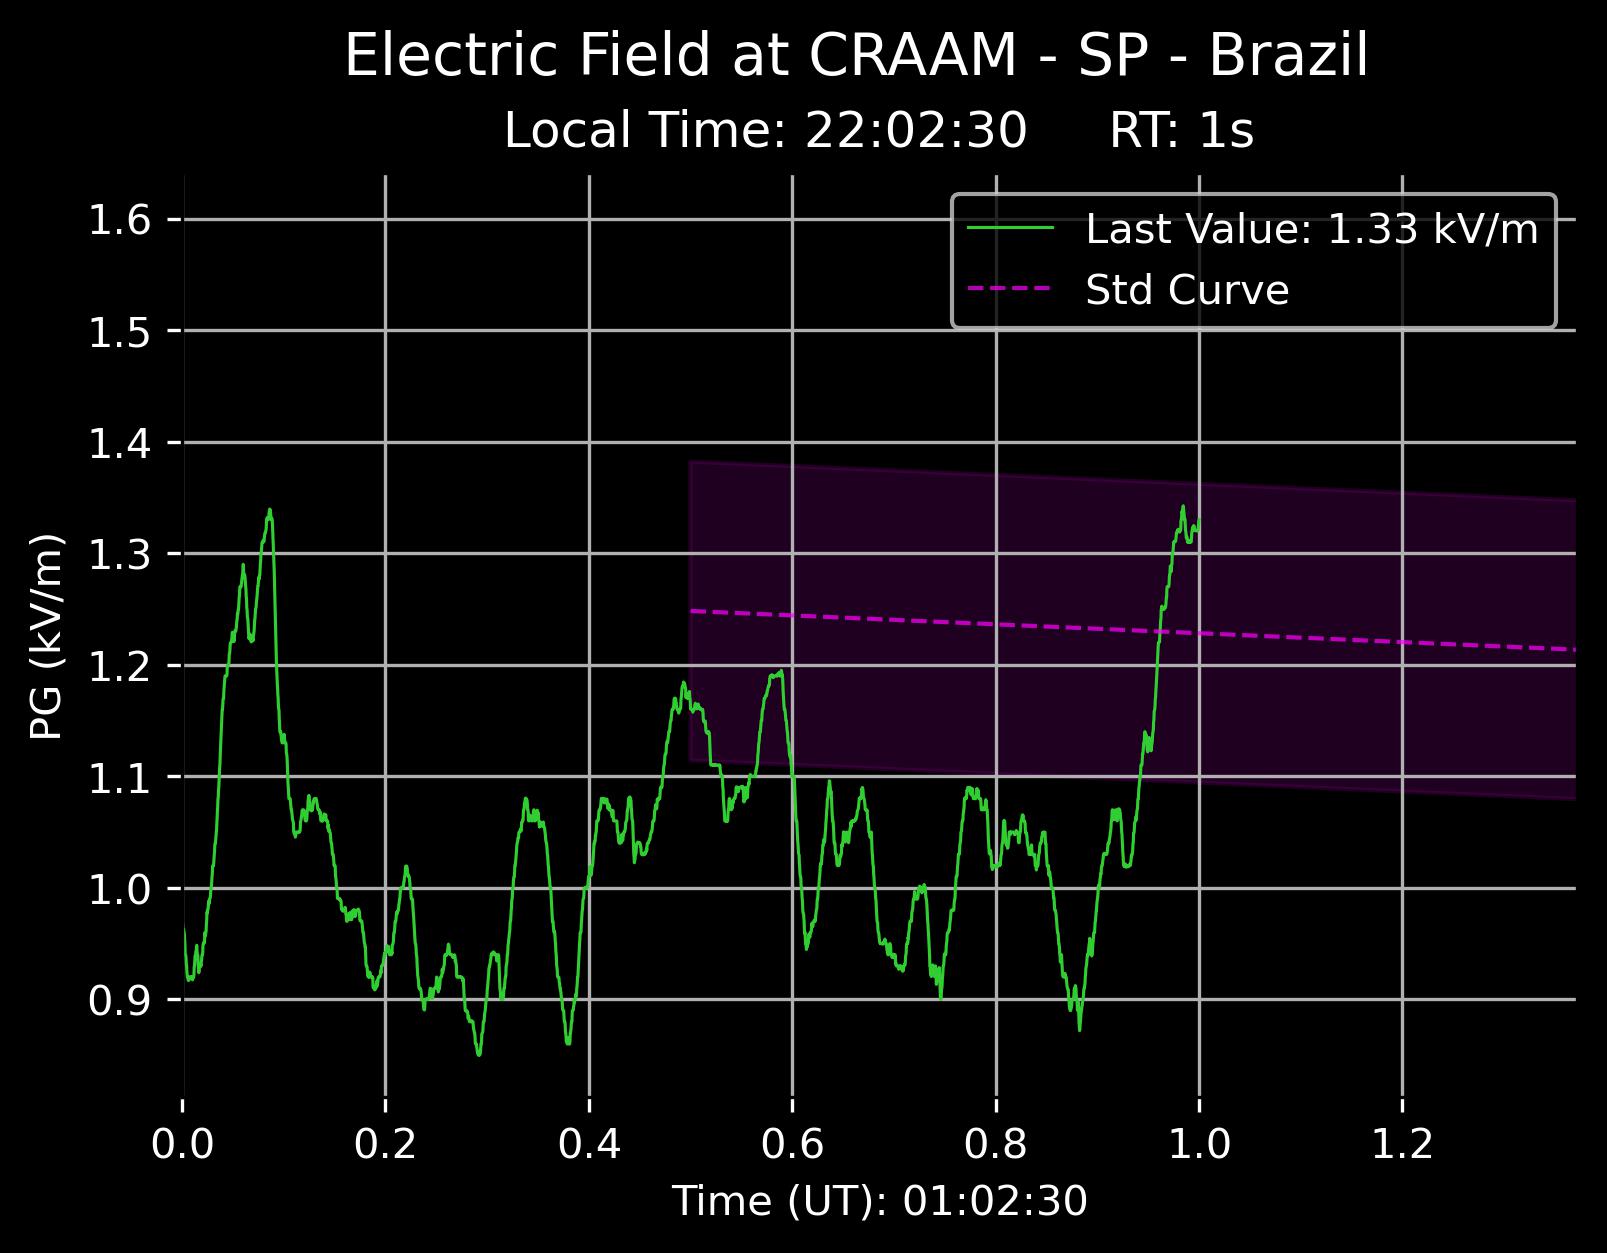 Electric Field at CRAAM - SP - Brazil
Local Time: 22:02:30 RT: 1s
Last Value: 1.33 kV/m
Std Curve
PG (kV/m)
1.6
1.5
1.4
1.3
1.2
1.1
1.0
0.9
0.0 0.2 0.4 0.6 0.8 1.0 1.2
Time (UT): 01:02:30